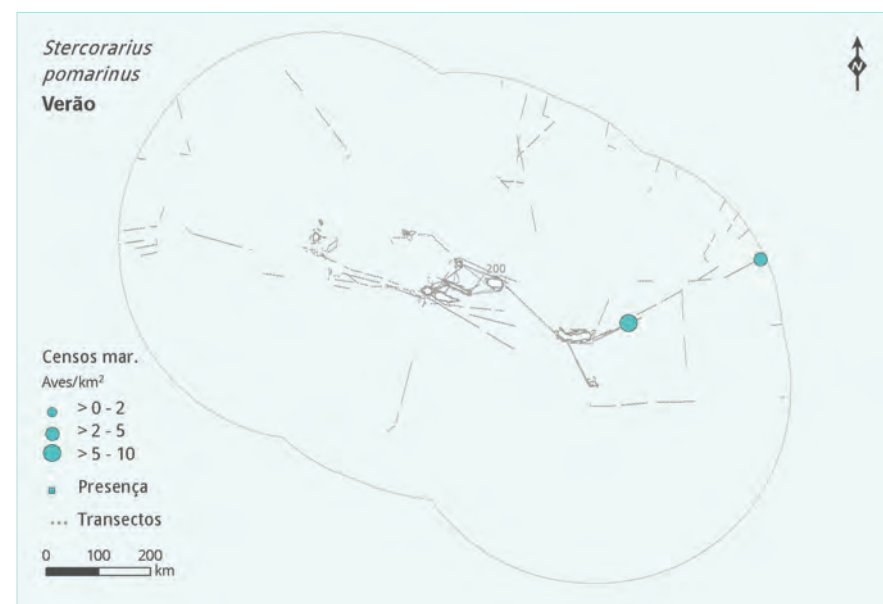 Stercorarius
pomarinus
Verão
N
200
Censos mar.
Aves/km²
> 0 - 2
> 2 - 5
> 5 - 10
Presença
Transectos
0 100 200
km